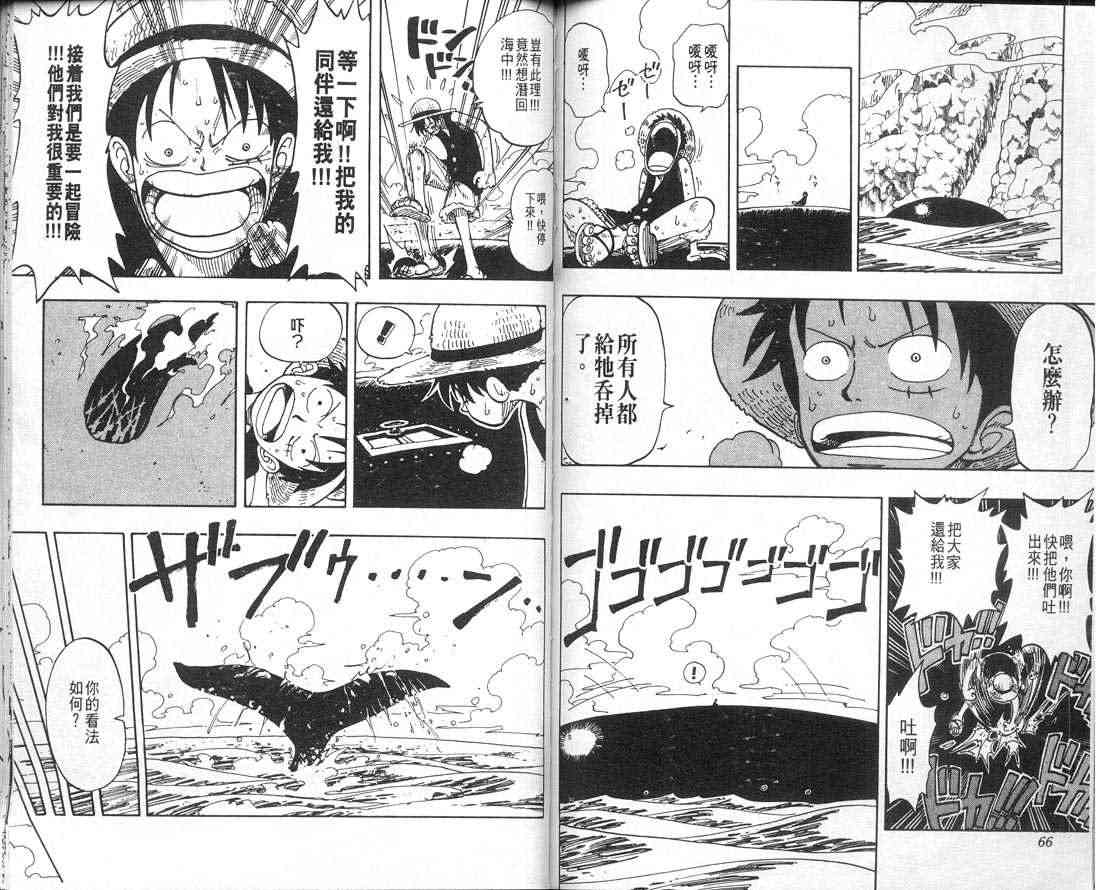 嗄呀…
嗄呀…
ゼー
ゼー
怎麼辦?
所有人都
給牠吞掉
了。
喂,你啊!!!
快把他們吐
出來!!!
把大家
還給我!!!
吐啊!!!
ドカ
ドカ
ドカッ!!!
ドカ
ゴゴゴゴゴゴゴ
!
66
豈有此理!!!
竟然想潛回
海中!!!
ドン
ドン
喂,快停
下來!!
等一下啊!!把我的
同伴還給我!!!
接着我們是要一起冒險
!!!他們對我很重要的!!!
!
吓?
ザブウ……ン
你的看法
如何?